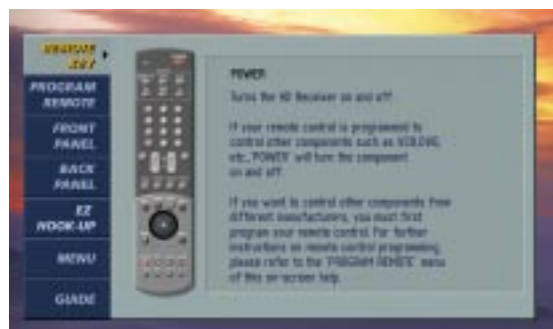 REMOTE
KEY
PROGRAM
REMOTE
FRONT
PANEL
BACK
PANEL
EZ
HOOK-UP
MENU
GUIDE
POWER
Turns the HD Receiver on and off.
If your remote control is programmed to
control other components such as VCR,DVD,
etc.,'POWER' will turn the component
on and off.
If you want to control other components from
different manufacturers, you must first
program your remote control. For further
instructions on remote control programming,
please refer to the 'PROGRAM REMOTE' menu
of this on-screen help.